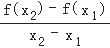 f(x₂) − f(x₁)
x₂ − x₁